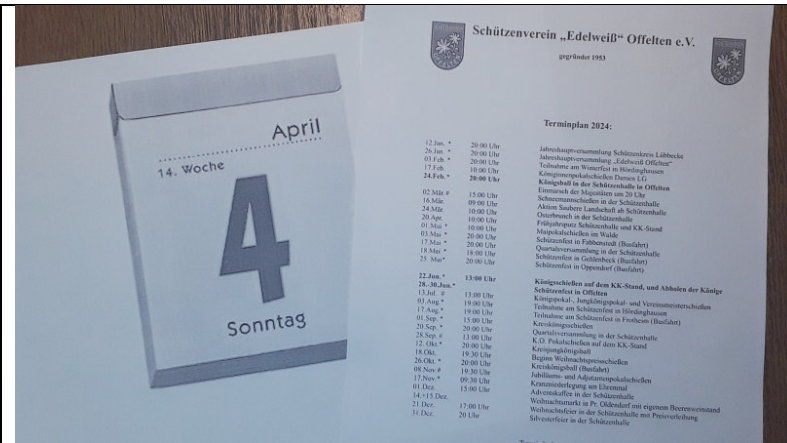 April
14. Woche
4
Sonntag
Schützenverein „Edelweiß“ Offelten e.V.
gegründet 1953
Terminplan 2024:
12.Jan. * 20:00 Uhr Jahreshauptversammlung Schützenkreis Lübbecke
26.Jan. * 20:00 Uhr Jahreshauptversammlung „Edelweiß Offelten“
03.Feb. * 20:00 Uhr Teilnahme am Winterfest in Hördinghausen
17.Feb. 10:00 Uhr Königinnenpokalschießen Damen LG
24.Feb. * 20:00 Uhr Königsball in der Schützenhalle in Offelten
Einmarsch der Majestäten um 20 Uhr
02.Mär # 15:00 Uhr Schneemannschießen in der Schützenhalle
16.Mär. 09:00 Uhr Aktion Saubere Landschaft ab Schützenhalle
24.Mär. 10:00 Uhr Osterbrunch in der Schützenhalle
20.Apr. 10:00 Uhr Frühjahrsputz Schützenhalle und KK-Stand
01.Mai * 10:00 Uhr Maipokalschießen im Walde
03.Mai * 20:00 Uhr Schützenfest in Fabbenstedt (Busfahrt)
17.Mai * 20:00 Uhr Quartalsversammlung in der Schützenhalle
18.Mai * 18:00 Uhr Schützenfest in Gehlenbeck (Busfahrt)
25. Mai* 20:00 Uhr Schützenfest in Oppendorf (Busfahrt)
22.Jun. * 13:00 Uhr Königsschießen auf dem KK-Stand, und Abholen der Könige
28.-30.Jun.* Schützenfest in Offelten
13.Jul. # 13:00 Uhr Königspokal-, Jungkönigspokal- und Vereinsmeisterschießen
03.Aug * 19:00 Uhr Teilnahme am Schützenfest in Hördinghausen
17.Aug.* 19:00 Uhr Teilnahme am Schützenfest in Frotheim (Busfahrt)
01.Sep. * 15:00 Uhr Kreiskönigsschießen
20.Sep. * 20:00 Uhr Quartalsversammlung in der Schützenhalle
28.Sep. # 13:00 Uhr K.O. Pokalschießen auf dem KK-Stand
12. Okt.* 20:00 Uhr Kreisjungkönigsball
18.Okt. 19:30 Uhr Beginn Weihnachtspreisschießen
26.Okt. * 20:00 Uhr Kreiskönigsball (Busfahrt)
08.Nov.# 19:30 Uhr Jubiläums- und Adjutantenpokalschießen
17.Nov.* 09:30 Uhr Kranzniederlegung am Ehrenmal
01.Dez. 15:00 Uhr Adventskaffee in der Schützenhalle
14.+15.Dez. Weihnachtsmarkt in Pr. Oldendorf mit eigenem Beerenweinstand
21.Dez. 17:00 Uhr Weihnachtsfeier in der Schützenhalle mit Preisverleihung
31.Dez. 20 Uhr Silvesterfeier in der Schützenhalle